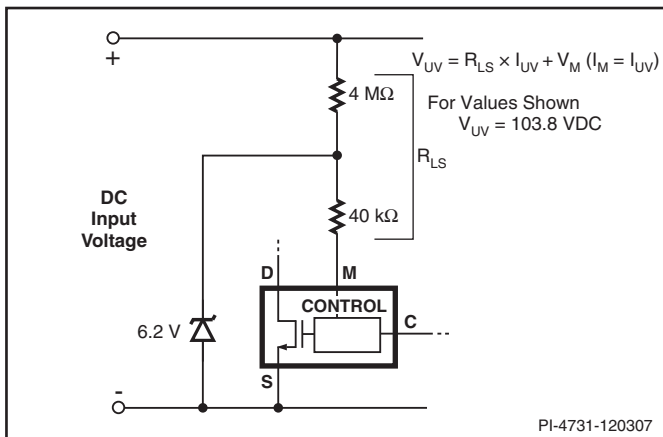 +
V_UV = R_LS × I_UV + V_M (I_M = I_UV)
4 MΩ
For Values Shown
V_UV = 103.8 VDC
R_LS
DC
Input
Voltage
40 kΩ
D
M
CONTROL
C
6.2 V
S
-
PI-4731-120307